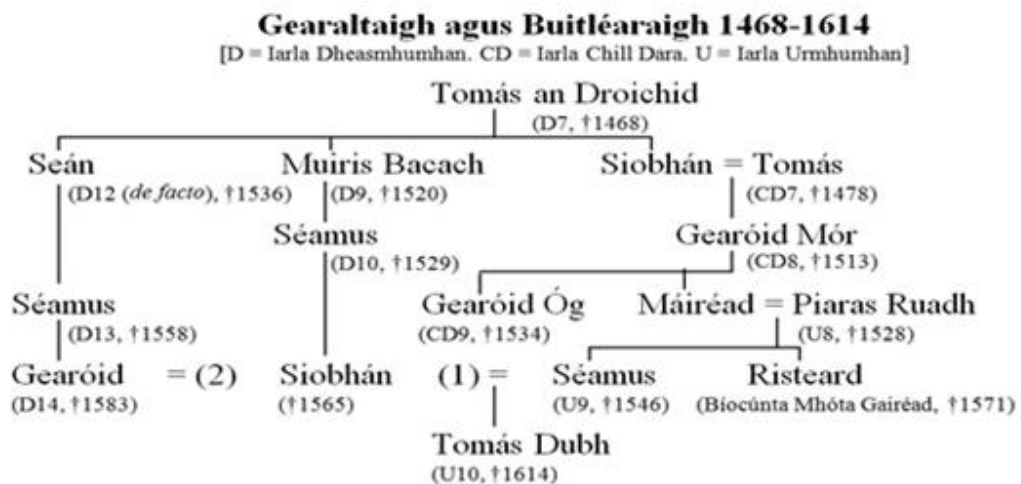 Gearaltaigh agus Buitléaraigh 1468-1614
[D = Iarla Dheasmhumhan. CD = Iarla Chill Dara. U = Iarla Urmhumhan]
Tomás an Droichid
(D7, †1468)
Seán Muiris Bacach Siobhán = Tomás
(D12 (de facto), †1536) (D9, †1520) (CD7, †1478)
Séamus Gearóid Mór
(D10, †1529) (CD8, †1513)
Séamus Gearóid Óg Máiréad = Piaras Ruadh
(D13, †1558) (CD9, †1534) (U8, †1528)
Gearóid = (2) Siobhán (1) = Séamus Risteard
(D14, †1583) (†1565) (U9, †1546) (Bíocúnta Mhóta Gairéad, †1571)
Tomás Dubh
(U10, †1614)